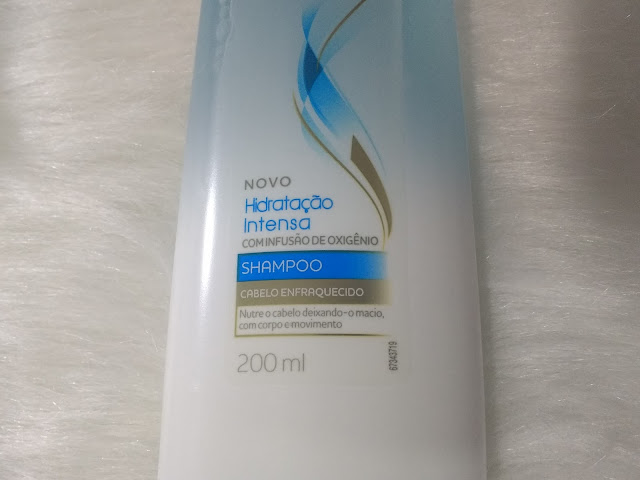 NOVO
Hidratação
Intensa
COM INFUSÃO DE OXIGÊNIO
SHAMPOO
CABELO ENFRAQUECIDO
Nutre o cabelo deixando-o macio,
com corpo e movimento
200 ml
67343719